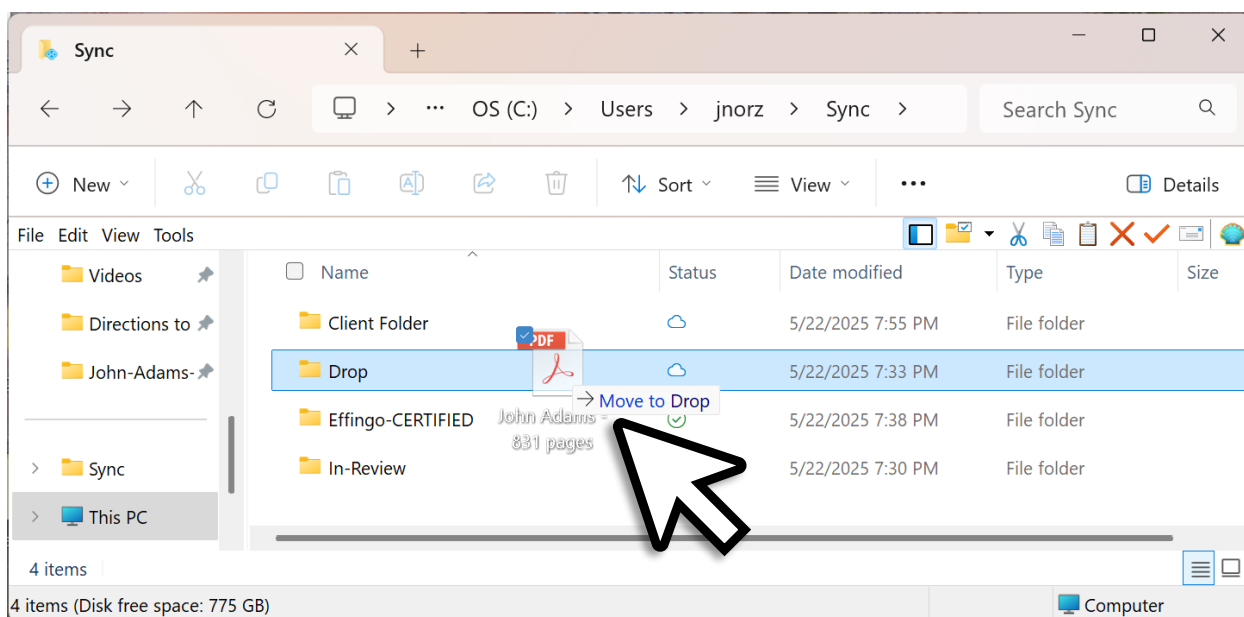 Sync
OS (C:) Users jnorz Sync
Search Sync
New Sort View Details
File Edit View Tools
Name Status Date modified Type Size
Videos
Client Folder 5/22/2025 7:55 PM File folder
Directions to
Drop 5/22/2025 7:33 PM File folder
PDF
Move to Drop
John-Adams-
John Adams -
831 pages
Effingo-CERTIFIED 5/22/2025 7:38 PM File folder
In-Review 5/22/2025 7:30 PM File folder
Sync
This PC
4 items
4 items (Disk free space: 775 GB) Computer